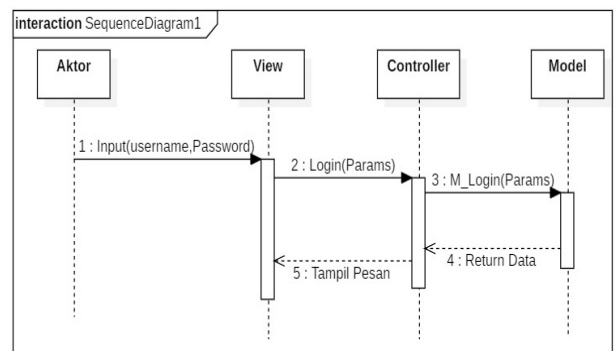 interaction SequenceDiagram1
Aktor
View
Controller
Model
1 : Input(username,Password)
2 : Login(Params)
3 : M_Login(Params)
4 : Return Data
5 : Tampil Pesan